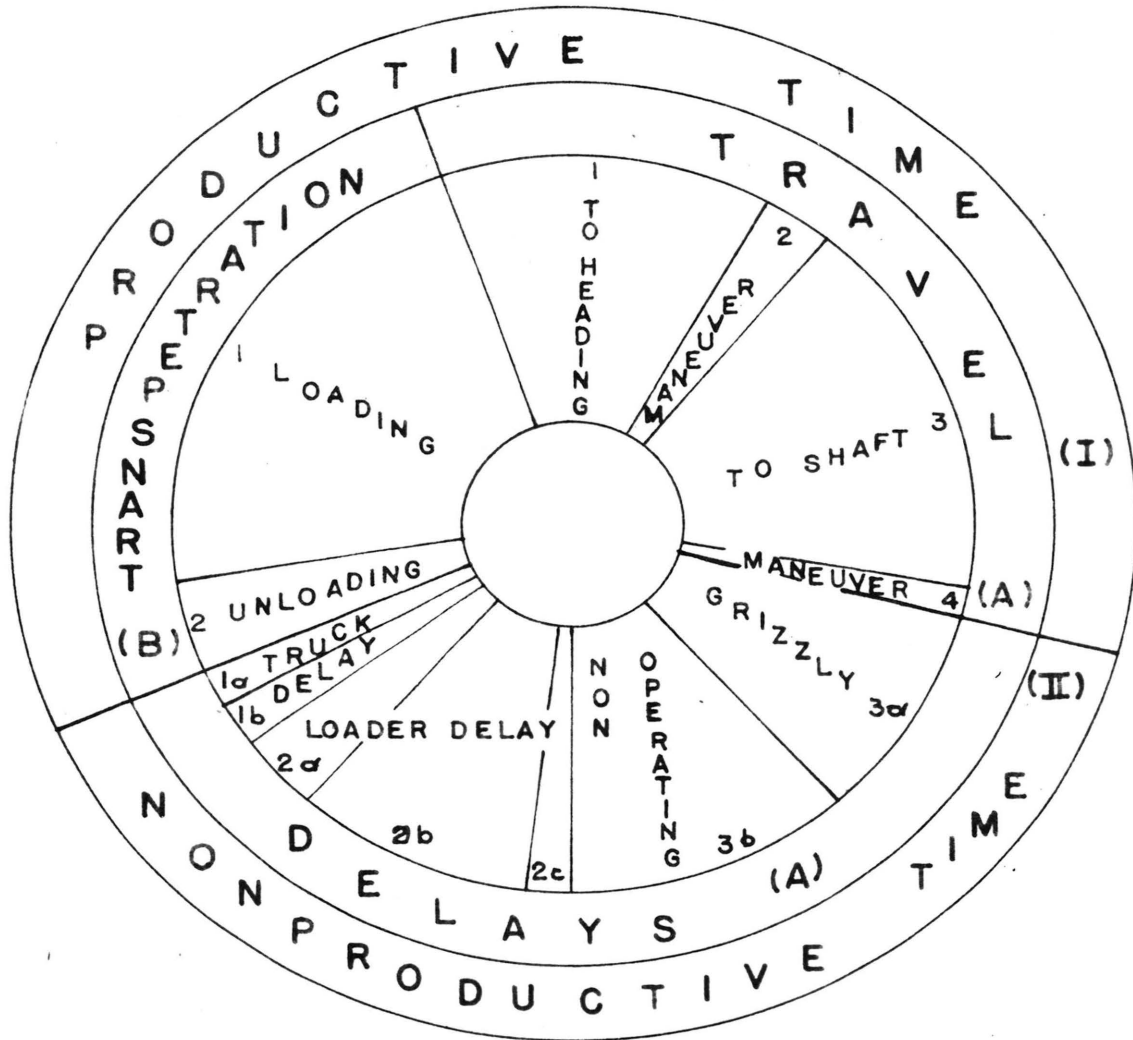 PRODUCTIVE TIME
(I)
TRAVEL
(A)
1 TO HEADING
2
MANEUVER
TO SHAFT 3
MANEUVER 4
TRANSPETRATION
(B)
1 LOADING
2 UNLOADING
NONPRODUCTIVE TIME
(II)
DELAYS (A)
1a TRUCK
1b DELAY
LOADER DELAY
2a
2b
2c
NON
OPERATING
GRIZZLY 3a
3b